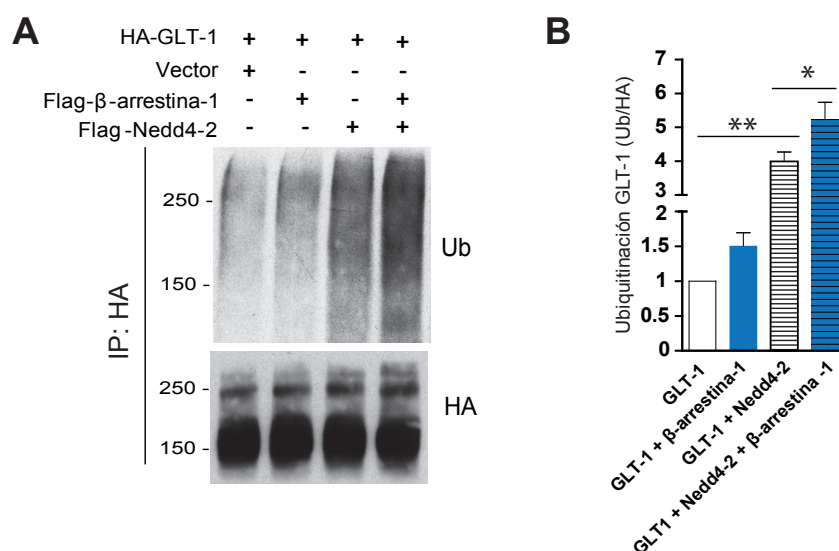 A
HA-GLT-1 + + + +
Vector + - - -
Flag-β-arrestina-1 - + - +
Flag-Nedd4-2 - - + +
IP: HA
250 -
150 -
Ub
250 -
150 -
HA
B
Ubiquitinación GLT-1 (Ub/HA)
7
6
5
4
2
1.5
1
0.5
0
**
*
GLT-1
GLT-1 + β-arrestina-1
GLT-1 + Nedd4-2
GLT1 + Nedd4-2 + β-arrestina -1